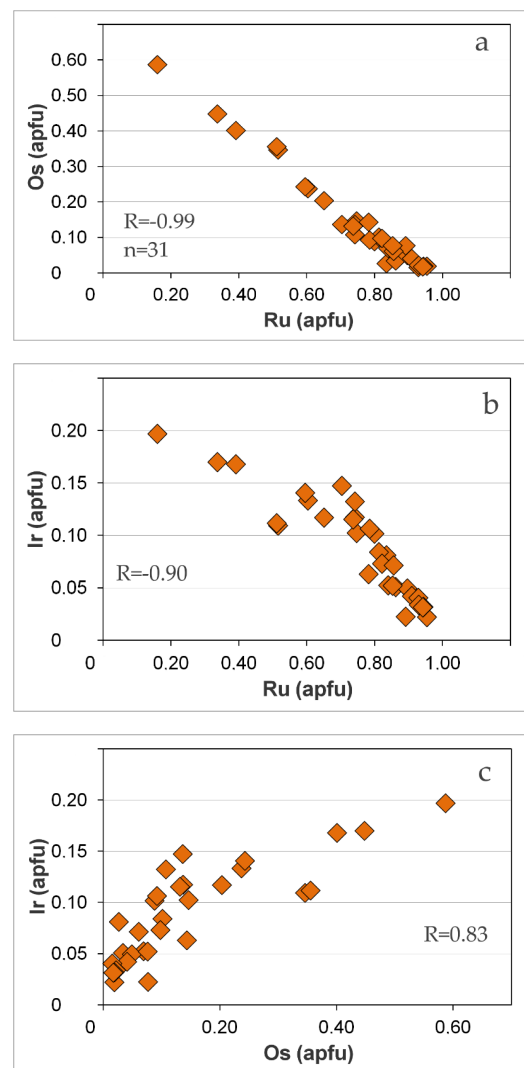 a
0.60
0.50
0.40
0.30
0.20
0.10
0
Os (apfu)
R=-0.99
n=31
0 0.20 0.40 0.60 0.80 1.00
Ru (apfu)
b
0.20
0.15
0.10
0.05
0
Ir (apfu)
R=-0.90
0 0.20 0.40 0.60 0.80 1.00
Ru (apfu)
c
0.20
0.15
0.10
0.05
0
Ir (apfu)
R=0.83
0 0.20 0.40 0.60
Os (apfu)